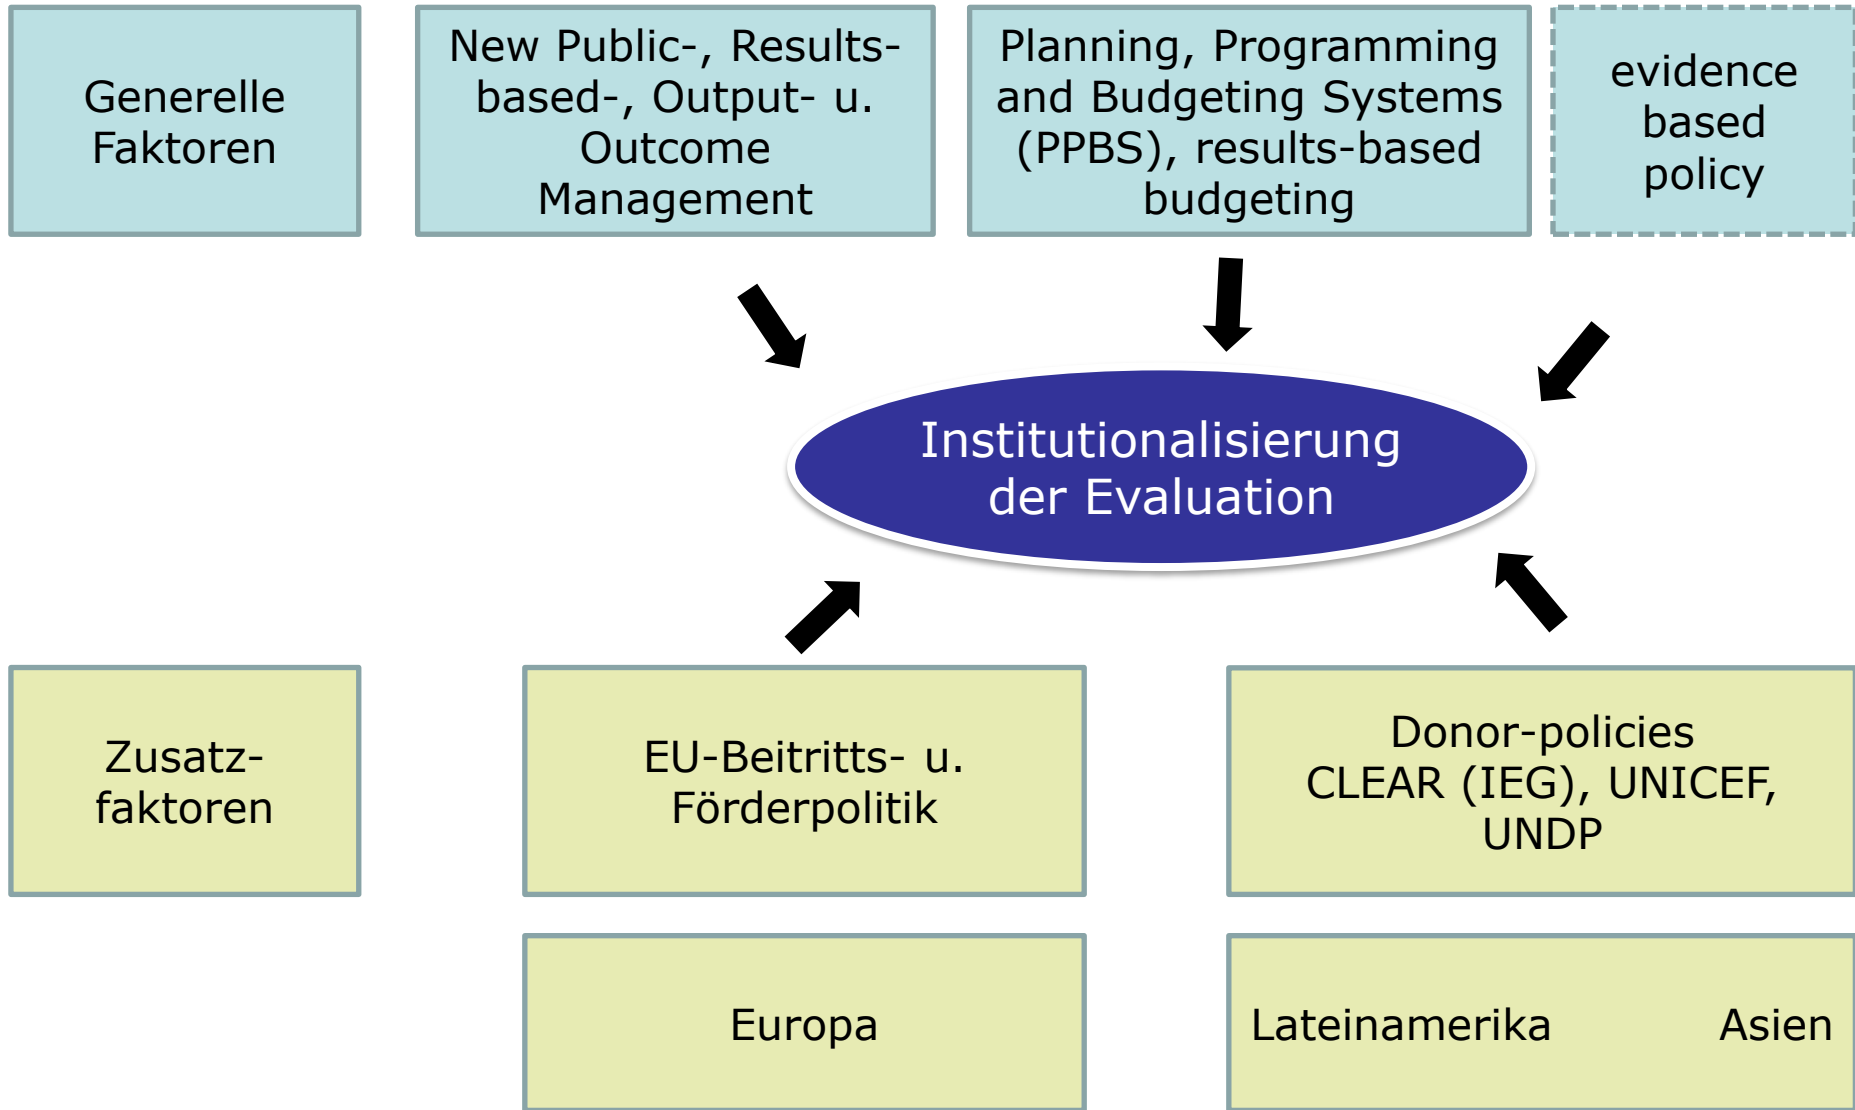 Generelle
Faktoren
New Public-, Results-
based-, Output- u.
Outcome
Management
Planning, Programming
and Budgeting Systems
(PPBS), results-based
budgeting
evidence
based
policy
Institutionalisierung
der Evaluation
Zusatz-
faktoren
EU-Beitritts- u.
Förderpolitik
Donor-policies
CLEAR (IEG), UNICEF,
UNDP
Europa
Lateinamerika Asien